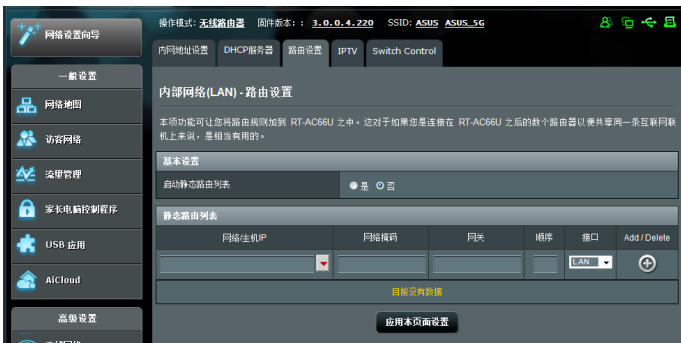 网络设置向导
操作模式: 无线路由器 固件版本: : 3.0.0.4.220 SSID: ASUS ASUS_5G
内网地址设置 DHCP服务器 路由设置 IPTV Switch Control
一般设置
网络地图
访客网络
流量管理
家长电脑控制程序
USB 应用
AiCloud
高级设置
内部网络(LAN) - 路由设置
本项功能可让您将路由规则加到 RT-AC66U 之中。这对于如果您是连接在 RT-AC66U 之后的数个路由器以便共享同一条互联网联
机上来说，是相当有用的。
基本设置
启动静态路由列表 是 否
静态路由列表
网络/主机IP 网络掩码 网关 顺序 接口 Add / Delete
LAN
目前没有数据
应用本页面设置